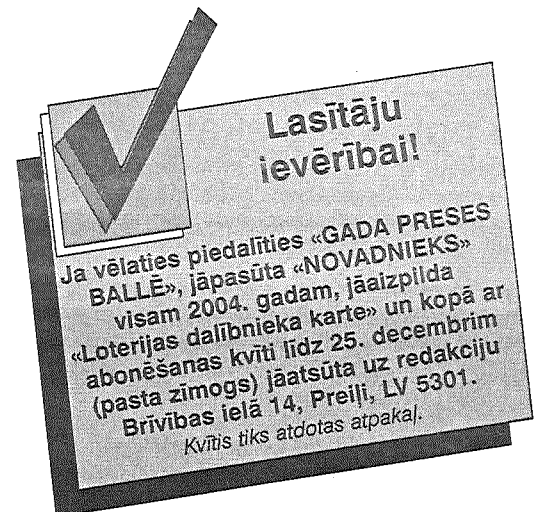 Lasītāju
ievērībai!
Ja vēlaties piedalīties «GADA PRESES
BALLĒ», jāpasūta «NOVADNIEKS»
visam 2004. gadam, jāaizpilda
«Loterijas dalībnieka karte» un kopā ar
abonēšanas kvīti līdz 25. decembrim
(pasta zīmogs) jāatsūta uz redakciju
Brīvības ielā 14, Preiļi, LV 5301.
Kvītis tiks atdotas atpakaļ.